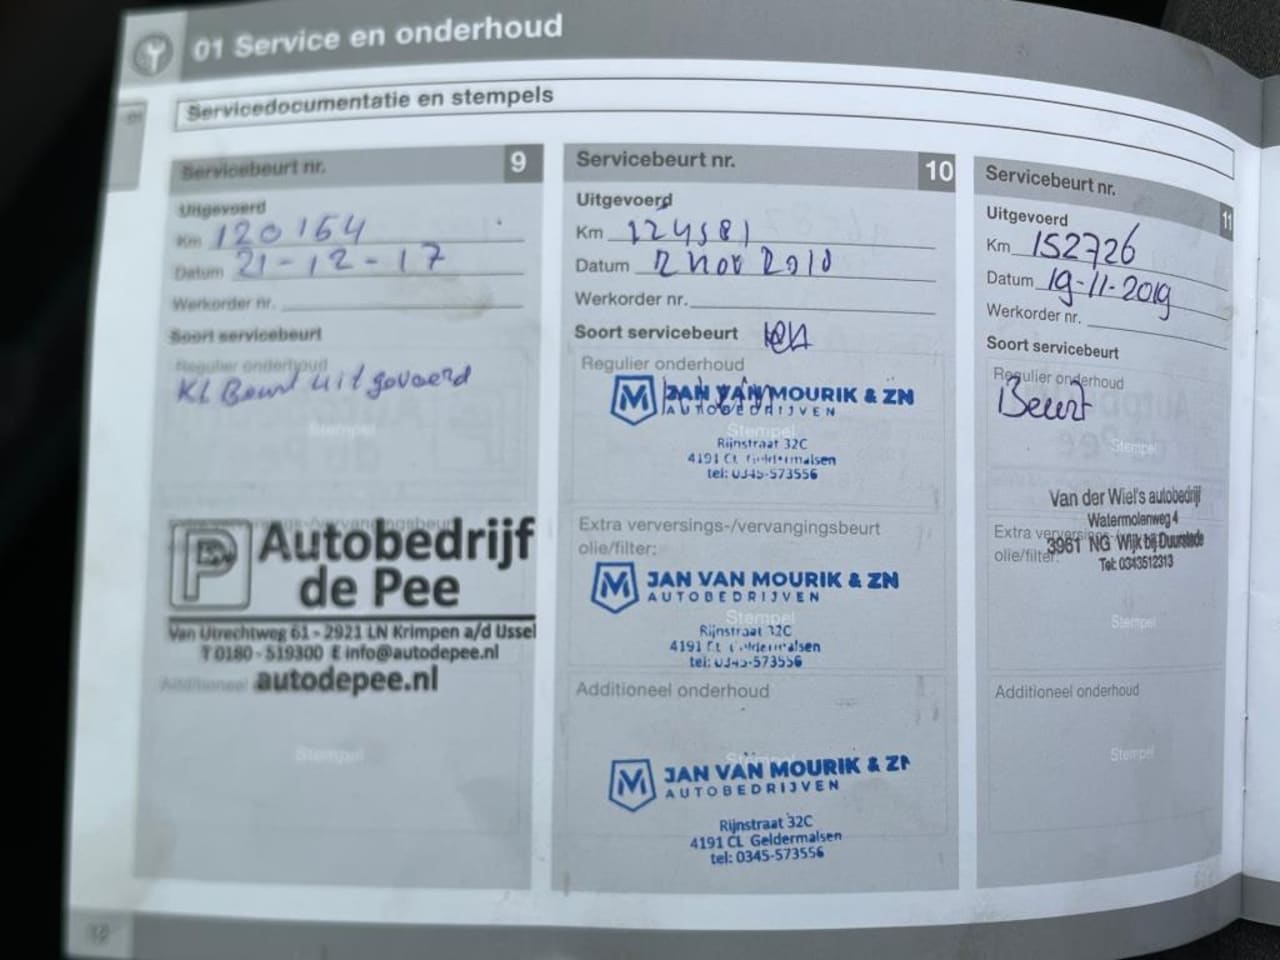 01 Service en onderhoud
Servicedocumentatie en stempels
Servicebeurt nr. 9
Uitgevoerd
Km 120164
Datum 21-12-17
Werkorder nr.
Soort servicebeurt
Regulier onderhoud
KL Beurt uitgevoerd
Stempel
Autobedrijf
de Pee
Van Utrechtweg 61 - 2921 LN Krimpen a/d IJssel
T 0180 - 519300 E info@autodepee.nl
Additioneel autodepee.nl
Stempel
Servicebeurt nr. 10
Uitgevoerd
Km 124581
Datum 2 nov 2018
Werkorder nr.
Soort servicebeurt
Regulier onderhoud
JAN VAN MOURIK & ZN
AUTOBEDRIJVEN
Stempel
Rijnstraat 32C
4191 CL Geldermalsen
tel: 0345-573556
Extra verversings-/vervangingsbeurt
olie/filter:
JAN VAN MOURIK & ZN
AUTOBEDRIJVEN
Stempel
Rijnstraat 32C
4191 CL Geldermalsen
tel: 0345-573556
Additioneel onderhoud
JAN VAN MOURIK & ZN
AUTOBEDRIJVEN
Rijnstraat 32C
4191 CL Geldermalsen
tel: 0345-573556
Servicebeurt nr. 11
Uitgevoerd
Km 152726
Datum 19-11-2019
Werkorder nr.
Soort servicebeurt
Regulier onderhoud
Beurt
Stempel
Van der Wiel's autobedrijf
Watermolenweg 4
3961 NG Wijk bij Duurstede
Tel: 0343512313
Extra
olie/filter:
Stempel
Additioneel onderhoud
Stempel